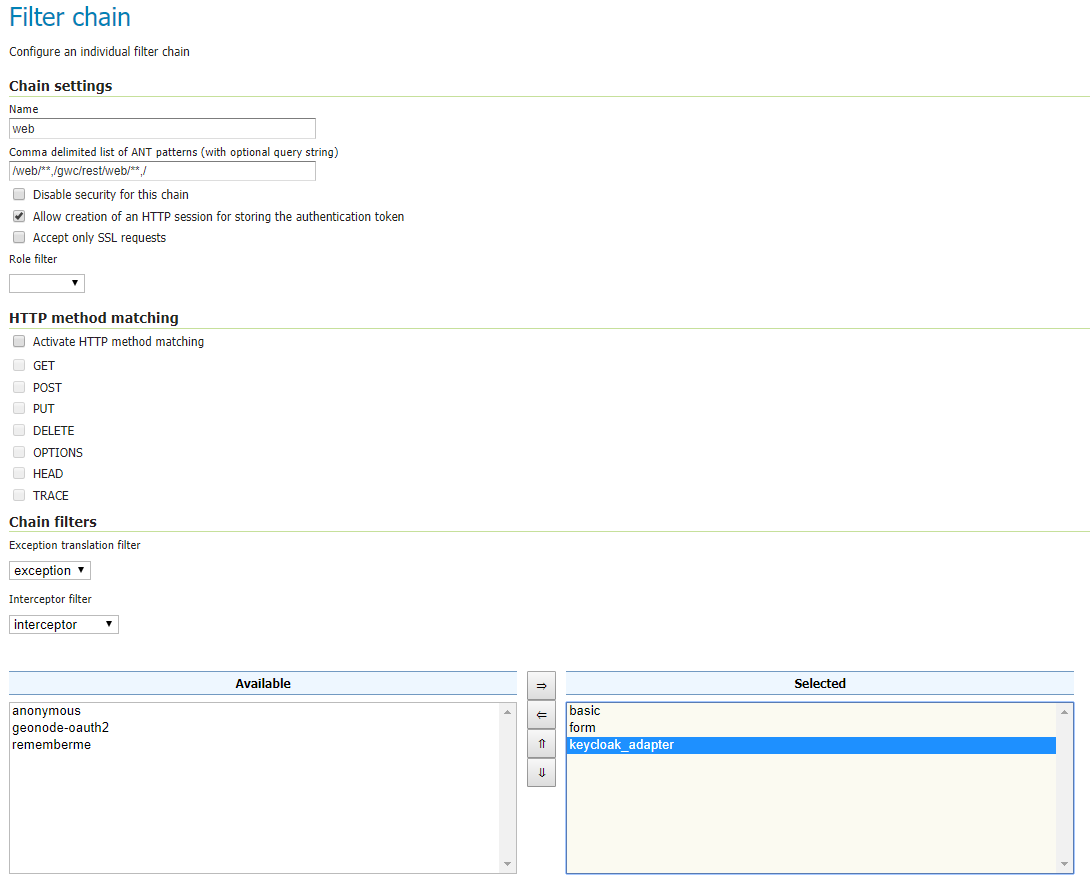 Filter chain
Configure an individual filter chain
Chain settings
Name
web
Comma delimited list of ANT patterns (with optional query string)
/web/**,/gwc/rest/web/**,/
Disable security for this chain
Allow creation of an HTTP session for storing the authentication token
Accept only SSL requests
Role filter
HTTP method matching
Activate HTTP method matching
GET
POST
PUT
DELETE
OPTIONS
HEAD
TRACE
Chain filters
Exception translation filter
exception
Interceptor filter
interceptor
Available
anonymous
geonode-oauth2
rememberme
⇒
⇐
⇑
⇓
Selected
basic
form
keycloak_adapter